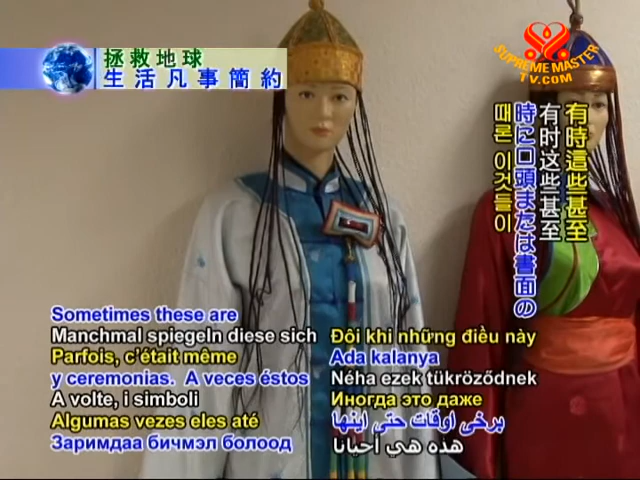 拯救地球
生活凡事簡約
SUPREME MASTER
TV.COM
有時這些甚至
有时这些甚至
時に口頭または書面の
때론 이것들이
Sometimes these are
Manchmal spiegeln diese sich
Parfois, c'était même
y ceremonias.  A veces éstos
A volte, i simboli
Algumas vezes eles até
Заримдаа бичмэл болоод
Đôi khi những điều này
Ada kalanya
Néha ezek tükröződnek
Иногда это даже
برخی اوقات حتی اینها
هذه هي أحيانا